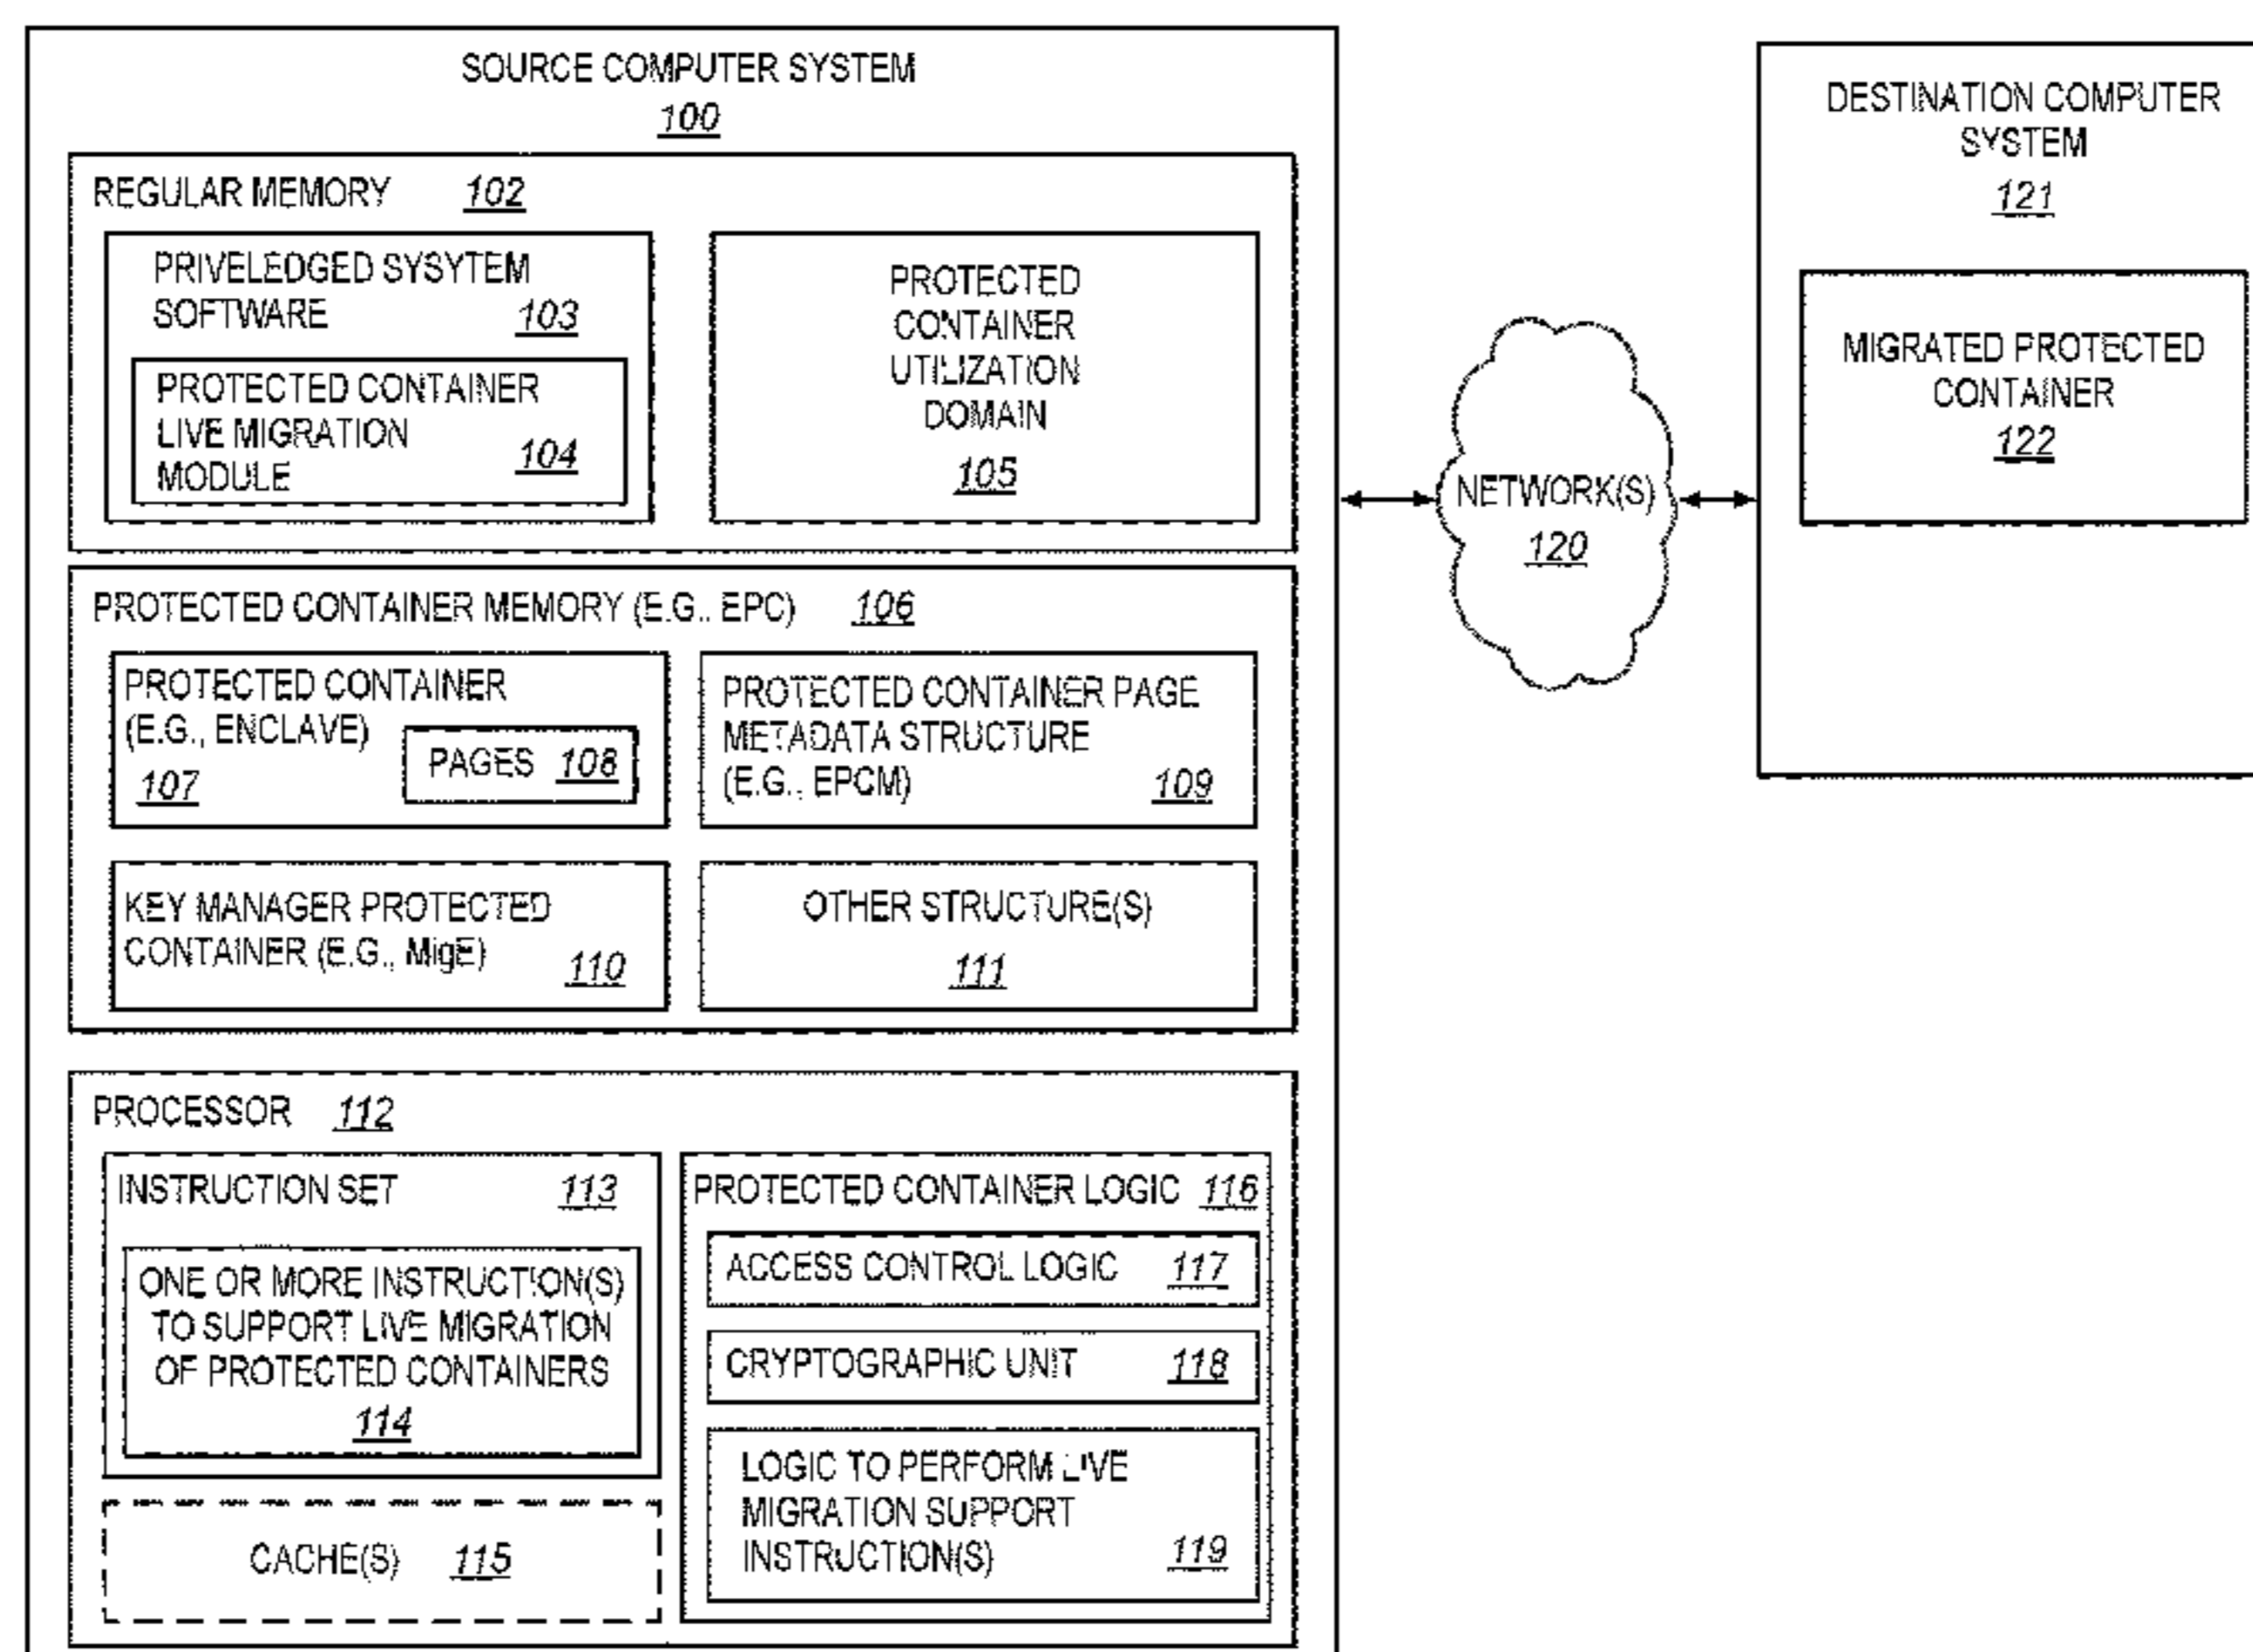 SOURCE COMPUTER SYSTEM
100
REGULAR MEMORY 102
PRIVELEDGED SYSYTEM
SOFTWARE 103
PROTECTED CONTAINER
LIVE MIGRATION
MODULE 104
PROTECTED
CONTAINER
UTILIZATION
DOMAIN
105
PROTECTED CONTAINER MEMORY (E.G., EPC) 106
PROTECTED CONTAINER
(E.G., ENCLAVE)
107
PAGES 108
PROTECTED CONTAINER PAGE
METADATA STRUCTURE
(E.G., EPCM) 109
KEY MANAGER PROTECTED
CONTAINER (E.G., MigE) 110
OTHER STRUCTURE(S)
111
PROCESSOR 112
INSTRUCTION SET 113
ONE OR MORE INSTRUCTION(S)
TO SUPPORT LIVE MIGRATION
OF PROTECTED CONTAINERS
114
CACHE(S) 115
PROTECTED CONTAINER LOGIC 116
ACCESS CONTROL LOGIC 117
CRYPTOGRAPHIC UNIT 118
LOGIC TO PERFORM LIVE
MIGRATION SUPPORT
INSTRUCTION(S) 119
NETWORK(S)
120
DESTINATION COMPUTER
SYSTEM
121
MIGRATED PROTECTED
CONTAINER
122